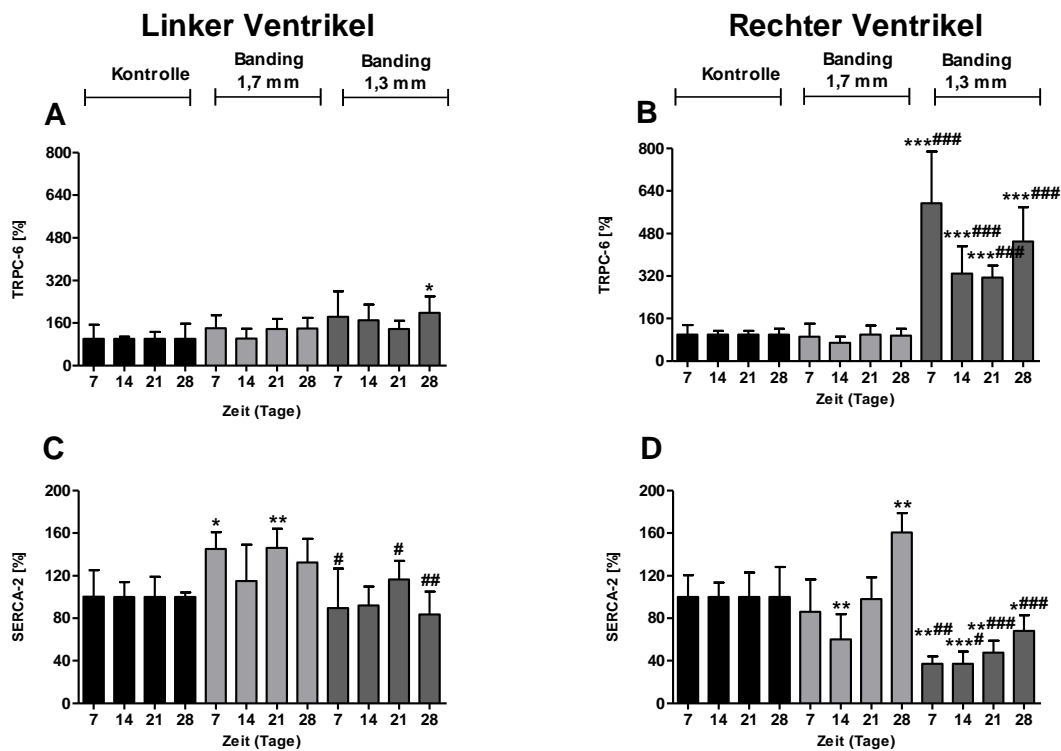 Linker Ventrikel
Rechter Ventrikel
Kontrolle
Banding
1,7 mm
Banding
1,3 mm
Kontrolle
Banding
1,7 mm
Banding
1,3 mm
A
TRPC-6 [%]
800
640
480
320
160
0
*
7 14 21 28 7 14 21 28 7 14 21 28
Zeit (Tage)
B
TRPC-6 [%]
800
640
480
320
160
0
***###
***###
***###
***###
7 14 21 28 7 14 21 28 7 14 21 28
Zeit (Tage)
C
SERCA-2 [%]
200
160
120
80
40
0
* ** # # ##
7 14 21 28 7 14 21 28 7 14 21 28
Zeit (Tage)
D
SERCA-2 [%]
200
160
120
80
40
0
** ** **## ***# **### *###
7 14 21 28 7 14 21 28 7 14 21 28
Zeit (Tage)